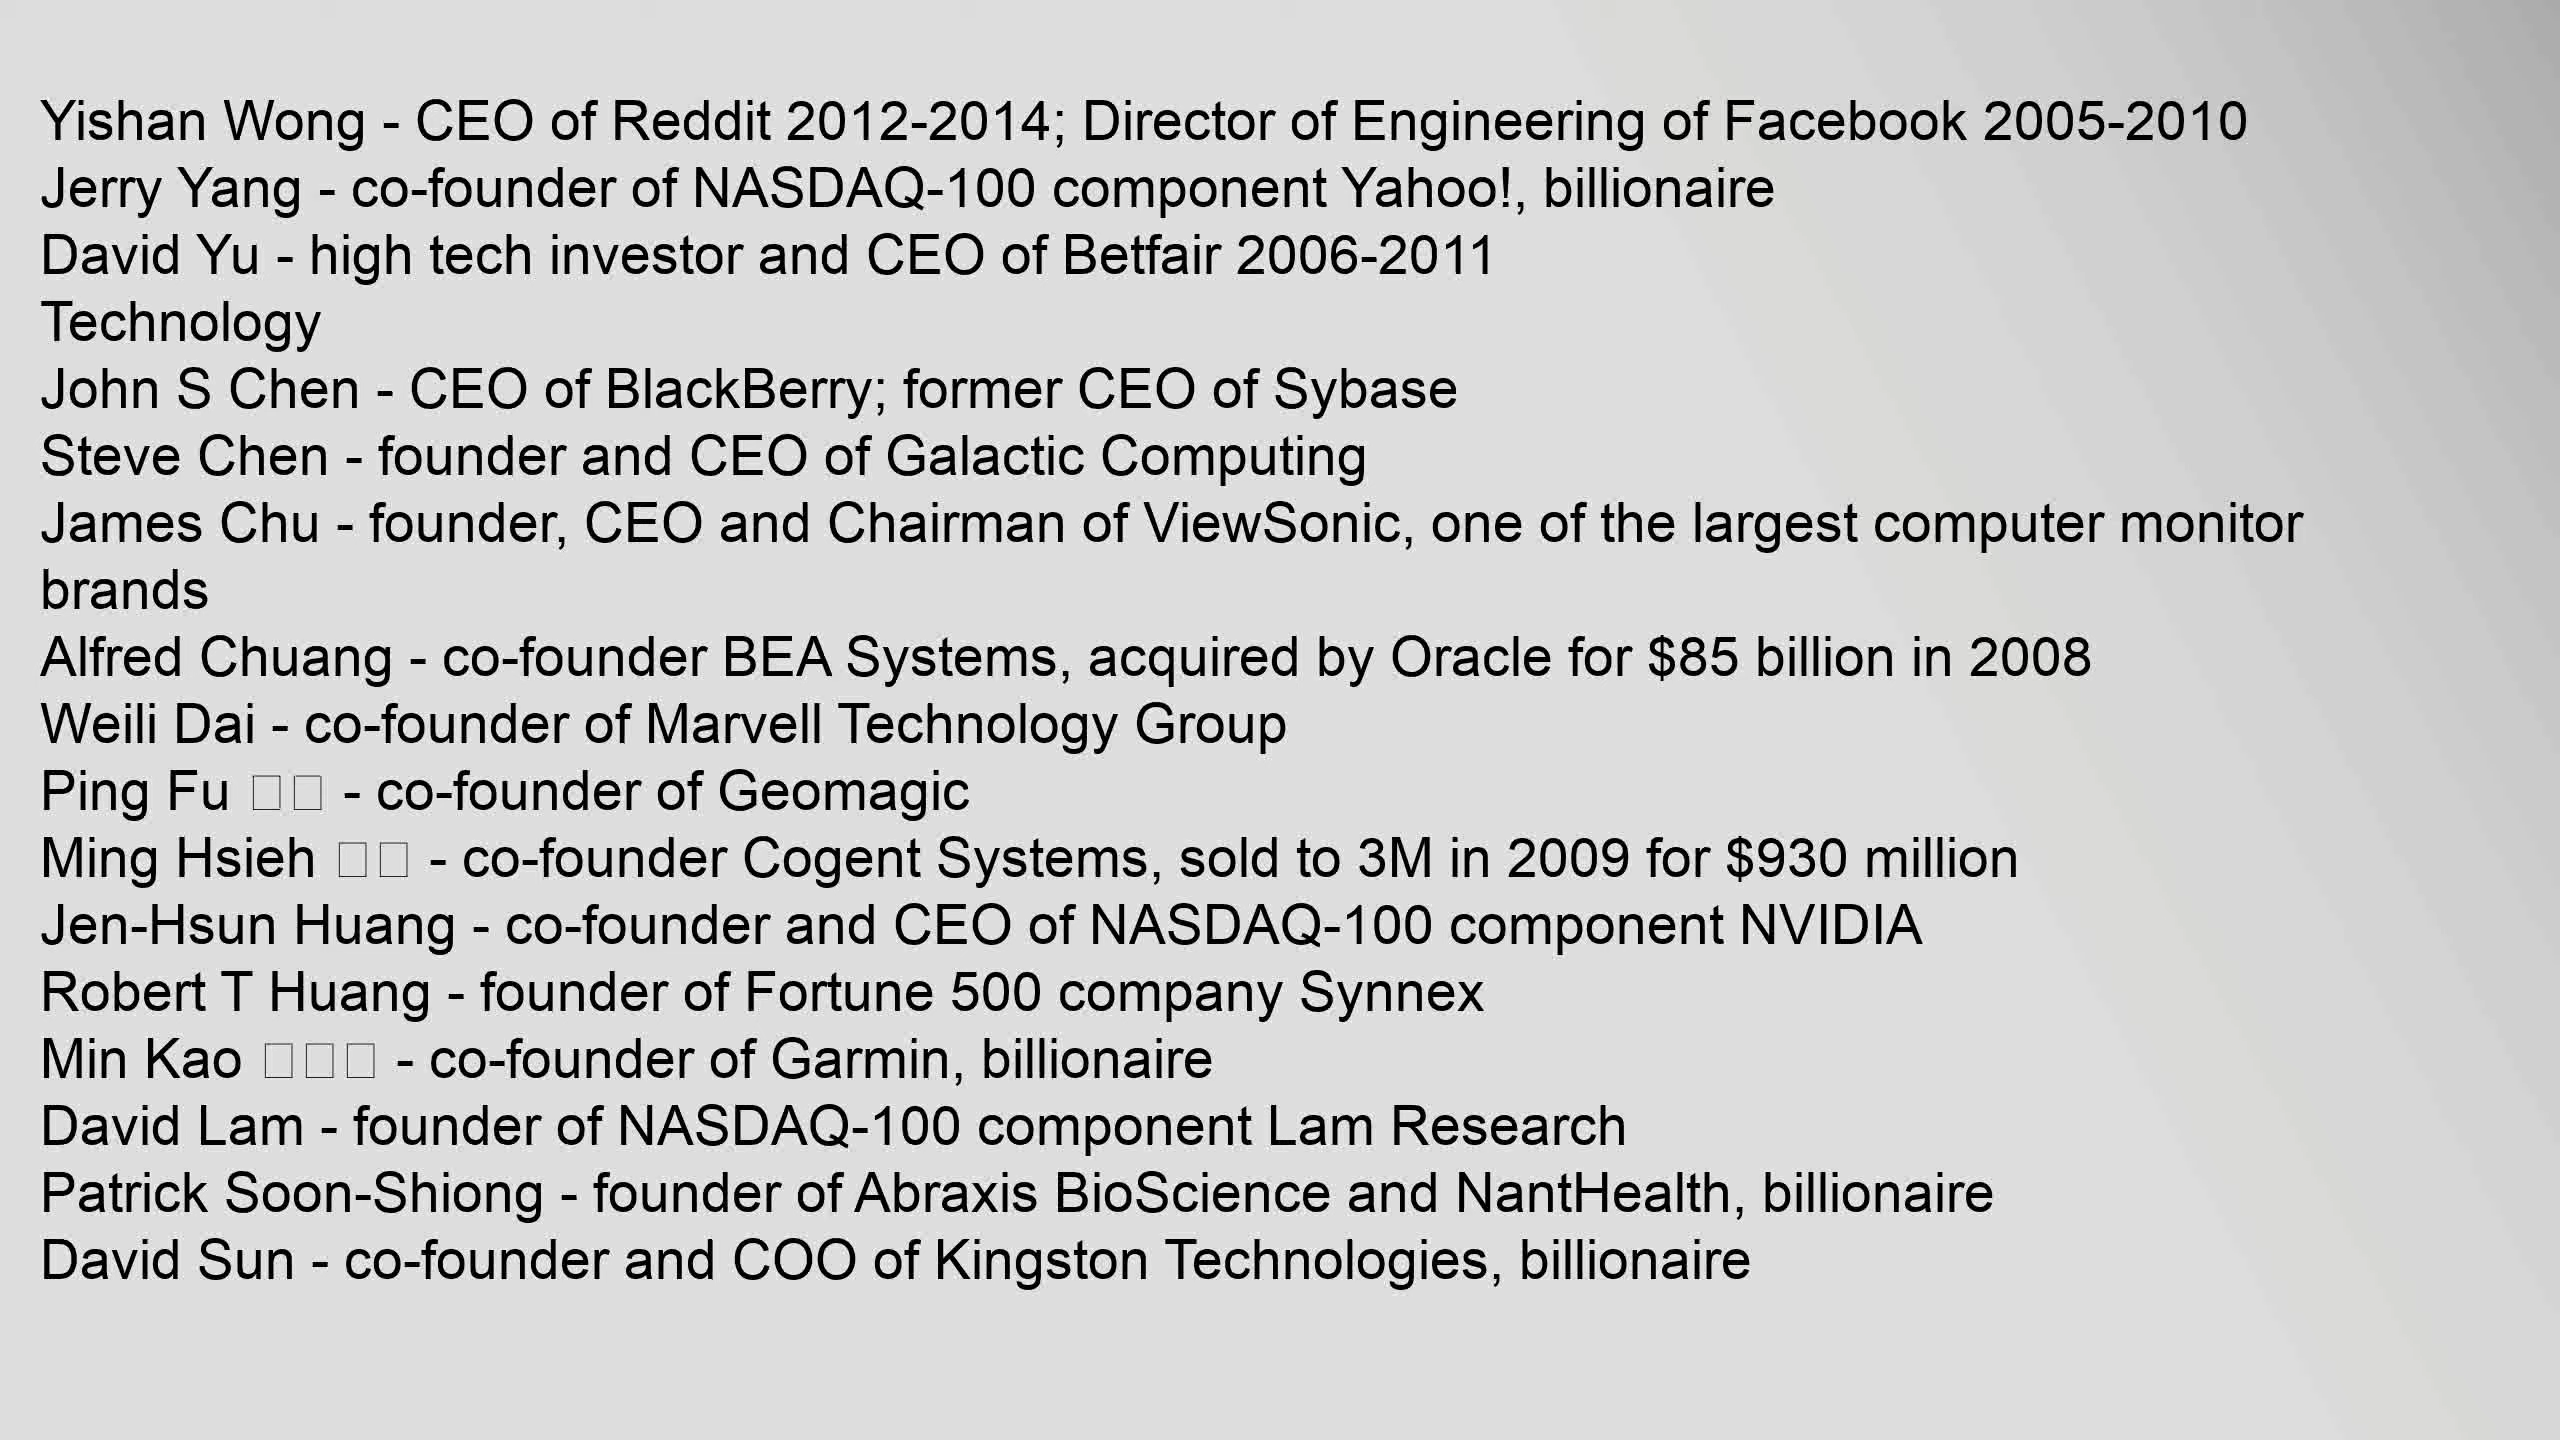 Yishan Wong - CEO of Reddit 2012-2014; Director of Engineering of Facebook 2005-2010
Jerry Yang - co-founder of NASDAQ-100 component Yahoo!, billionaire
David Yu - high tech investor and CEO of Betfair 2006-2011
Technology
John S Chen - CEO of BlackBerry; former CEO of Sybase
Steve Chen - founder and CEO of Galactic Computing
James Chu - founder, CEO and Chairman of ViewSonic, one of the largest computer monitor
brands
Alfred Chuang - co-founder BEA Systems, acquired by Oracle for $85 billion in 2008
Weili Dai - co-founder of Marvell Technology Group
Ping Fu □□ - co-founder of Geomagic
Ming Hsieh □□ - co-founder Cogent Systems, sold to 3M in 2009 for $930 million
Jen-Hsun Huang - co-founder and CEO of NASDAQ-100 component NVIDIA
Robert T Huang - founder of Fortune 500 company Synnex
Min Kao □□□ - co-founder of Garmin, billionaire
David Lam - founder of NASDAQ-100 component Lam Research
Patrick Soon-Shiong - founder of Abraxis BioScience and NantHealth, billionaire
David Sun - co-founder and COO of Kingston Technologies, billionaire